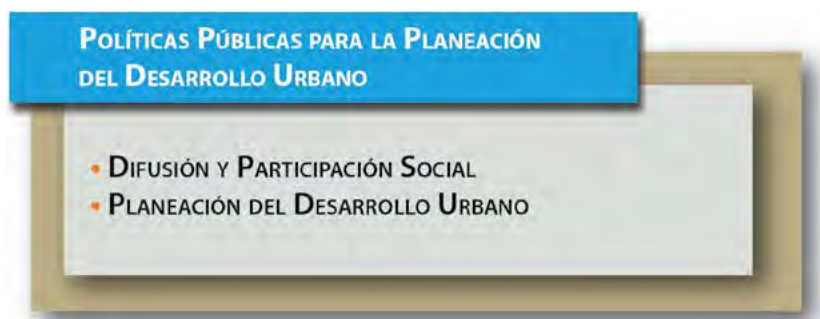 Políticas Públicas para la Planeación
del Desarrollo Urbano
• Difusión y Participación Social
• Planeación del Desarrollo Urbano